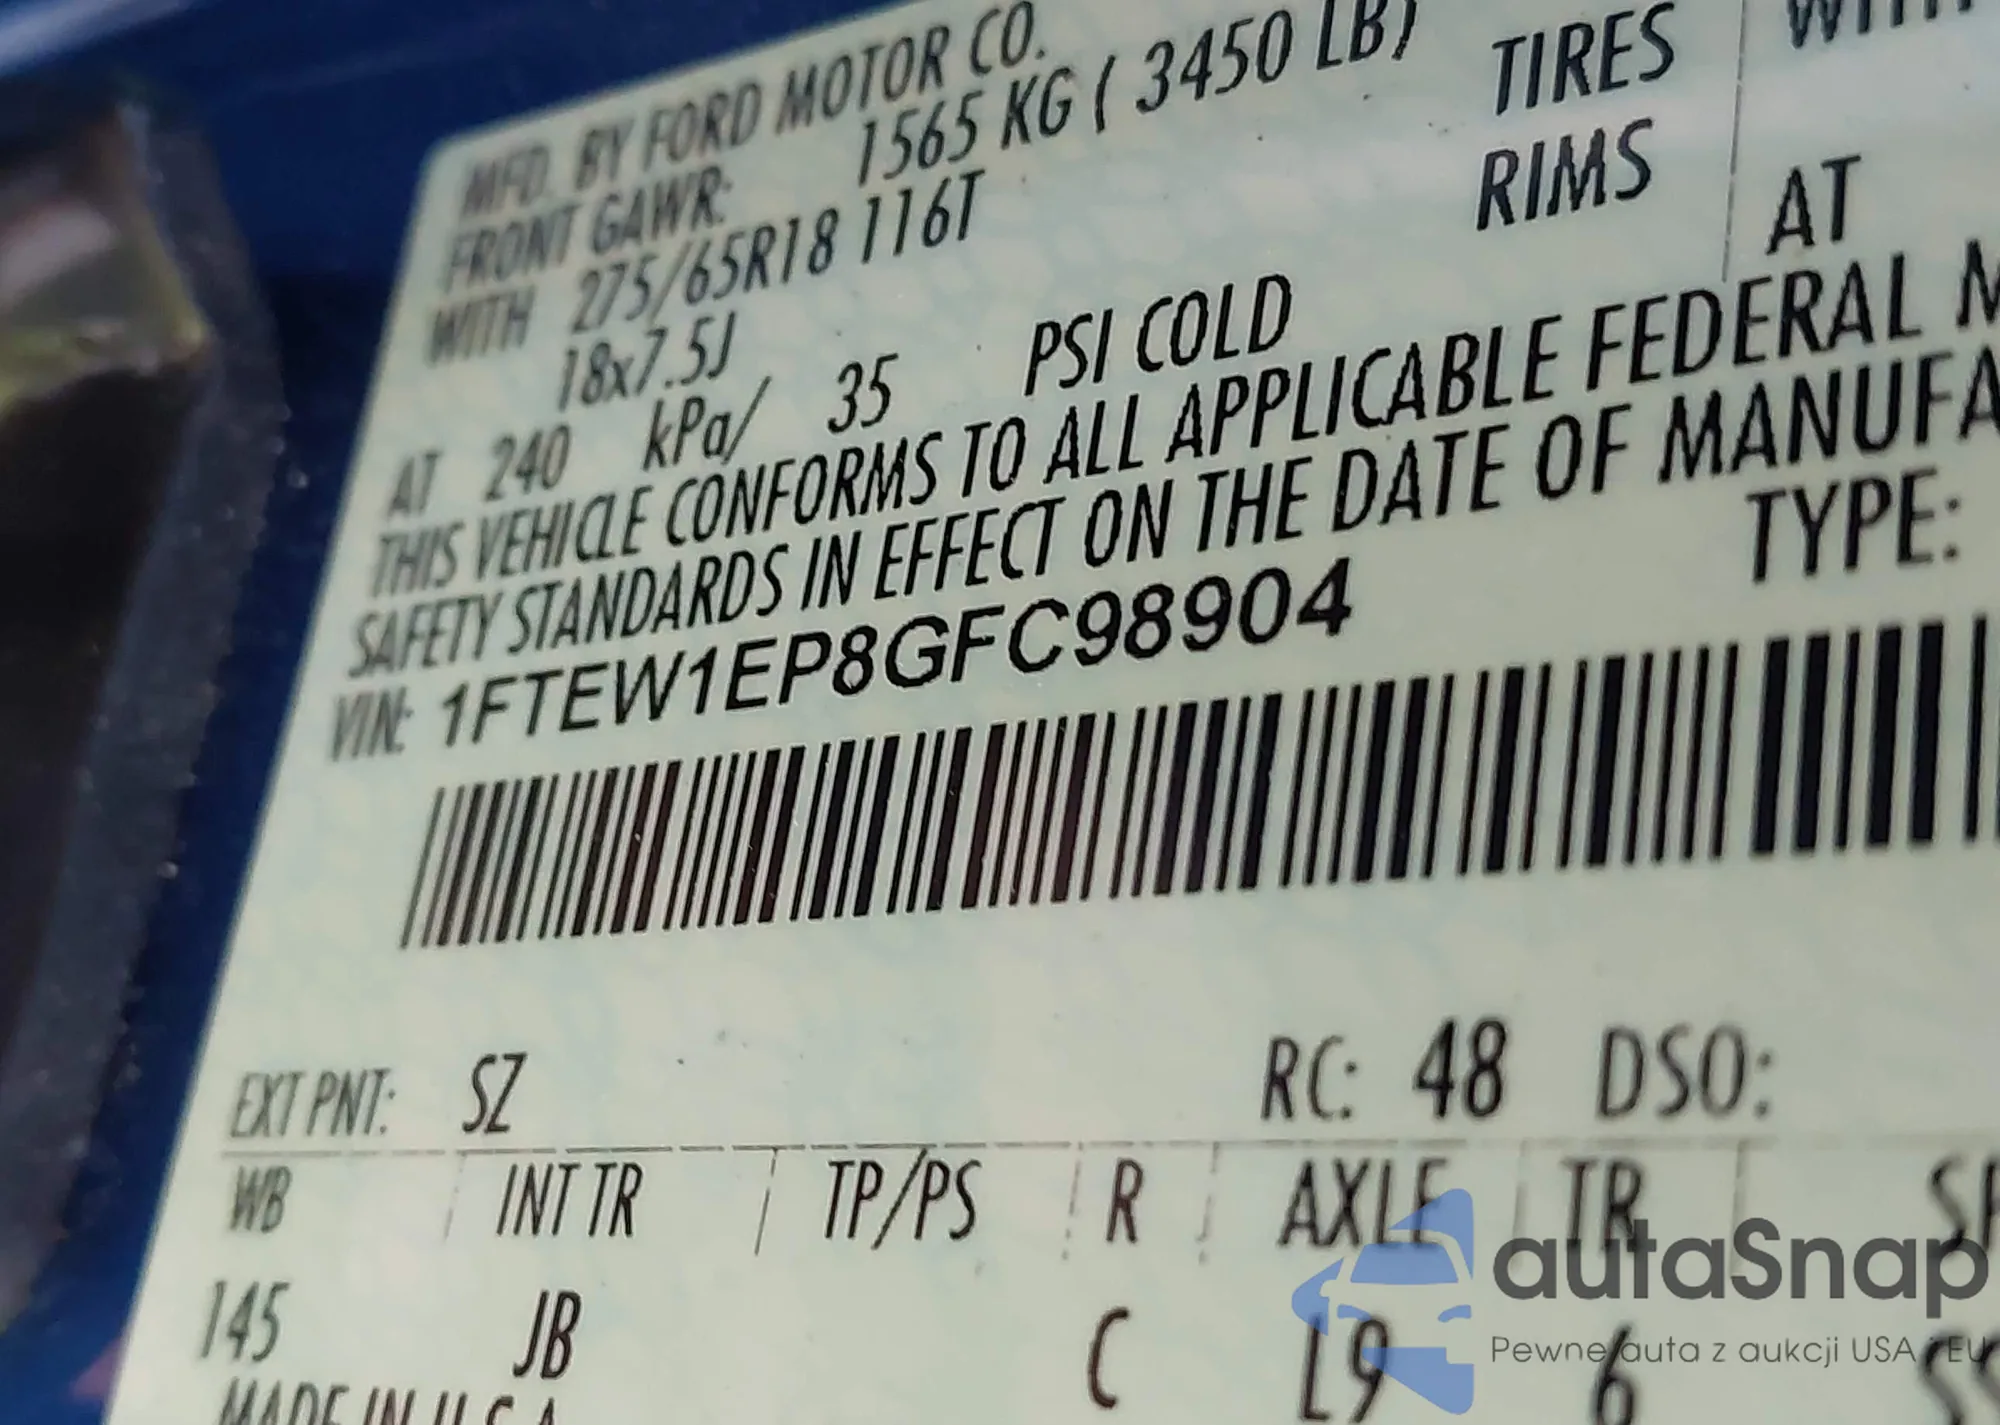 MFD. BY FORD MOTOR CO.
FRONT GAWR: 1565 KG ( 3450 LB)
WITH 275/65R18 116T TIRES
18x7.5J RIMS
AT 240 kPa/ 35 PSI COLD AT
THIS VEHICLE CONFORMS TO ALL APPLICABLE FEDERAL M
SAFETY STANDARDS IN EFFECT ON THE DATE OF MANUFA
VIN: 1FTEW1EP8GFC98904 TYPE:
EXT PNT: SZ RC: 48 DSO:
WB INT TR TP/PS R AXLE TR
145 JB C L9 6
MADE IN U.S.A.
autaSnap
Pewne auta z aukcji USA i EU